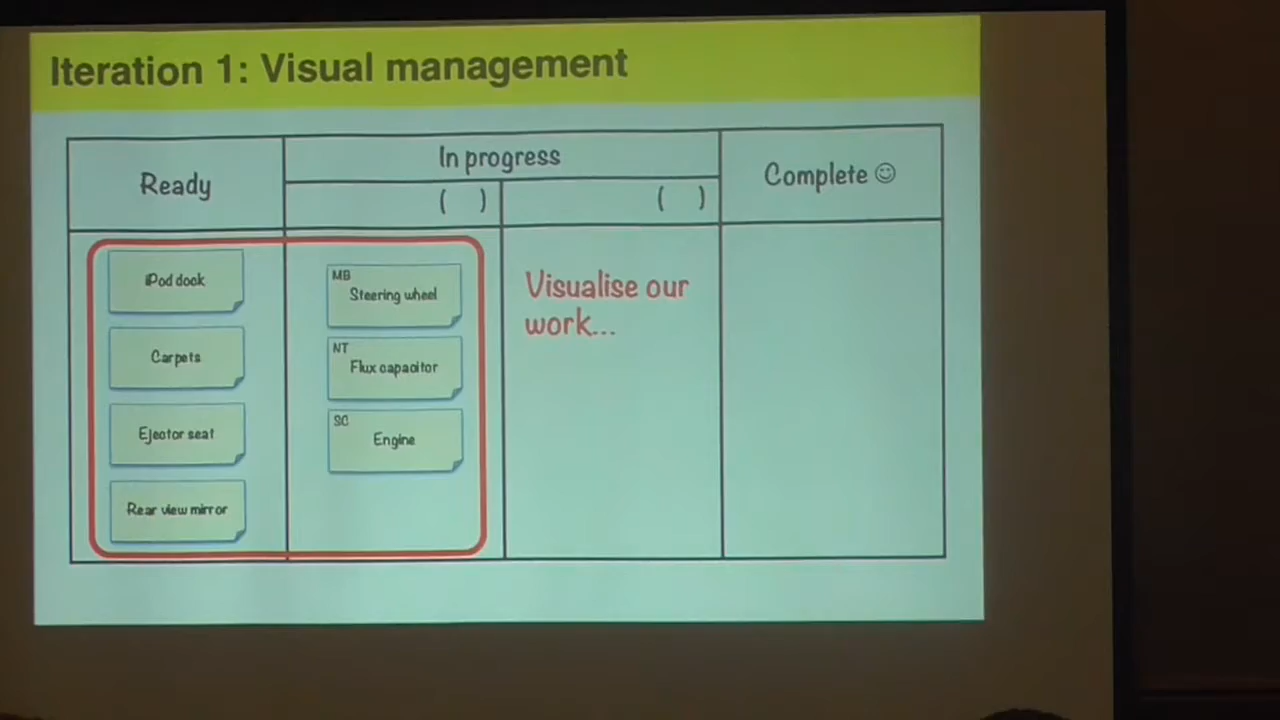 Iteration 1: Visual management
Ready
In progress
Complete ☺
( )
( )
iPod dock
Carpets
Ejector seat
Rear view mirror
MB
Steering wheel
NT
Flux capacitor
SC
Engine
Visualise our
work...